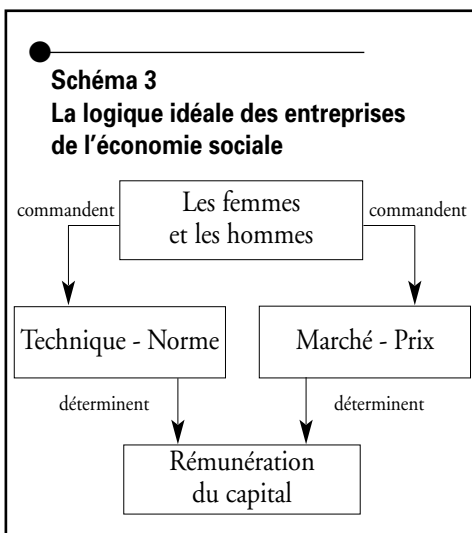 Schéma 3
La logique idéale des entreprises
de l'économie sociale
commandent
Les femmes
et les hommes
commandent
Technique - Norme
Marché - Prix
déterminent
déterminent
Rémunération
du capital